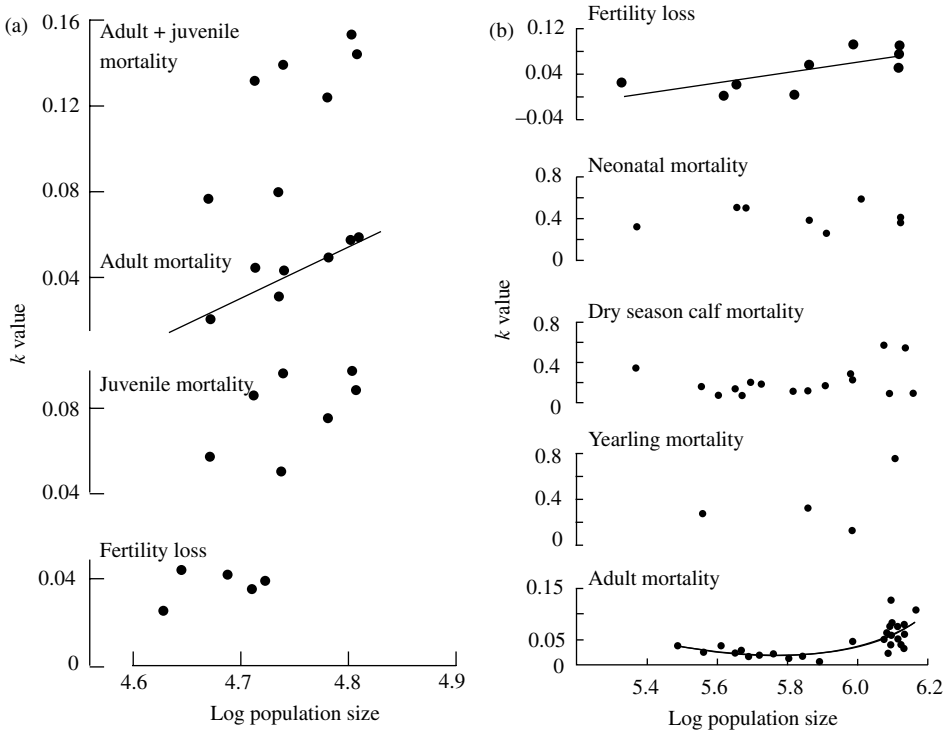 (a)
Adult + juvenile
mortality
0.16
0.12
0.08
0.04
Adult mortality
k value
Juvenile mortality
0.08
0.04
Fertility loss
0.04
0
4.6 4.7 4.8 4.9
Log population size
(b)
Fertility loss
0.12
0.04
–0.04
Neonatal mortality
0.8
0.4
0
k value
Dry season calf mortality
0.8
0.4
0
Yearling mortality
0.8
0.4
0
Adult mortality
0.15
0.05
0
5.4 5.6 5.8 6.0 6.2
Log population size